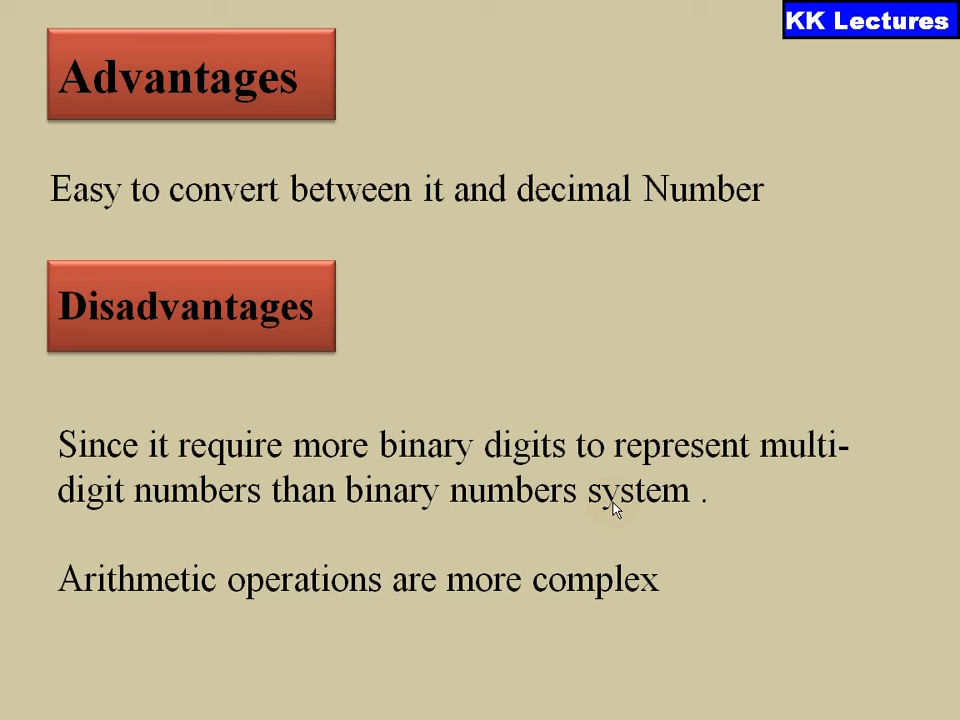 KK Lectures
Advantages
Easy to convert between it and decimal Number
Disadvantages
Since it require more binary digits to represent multi-
digit numbers than binary numbers system .
Arithmetic operations are more complex